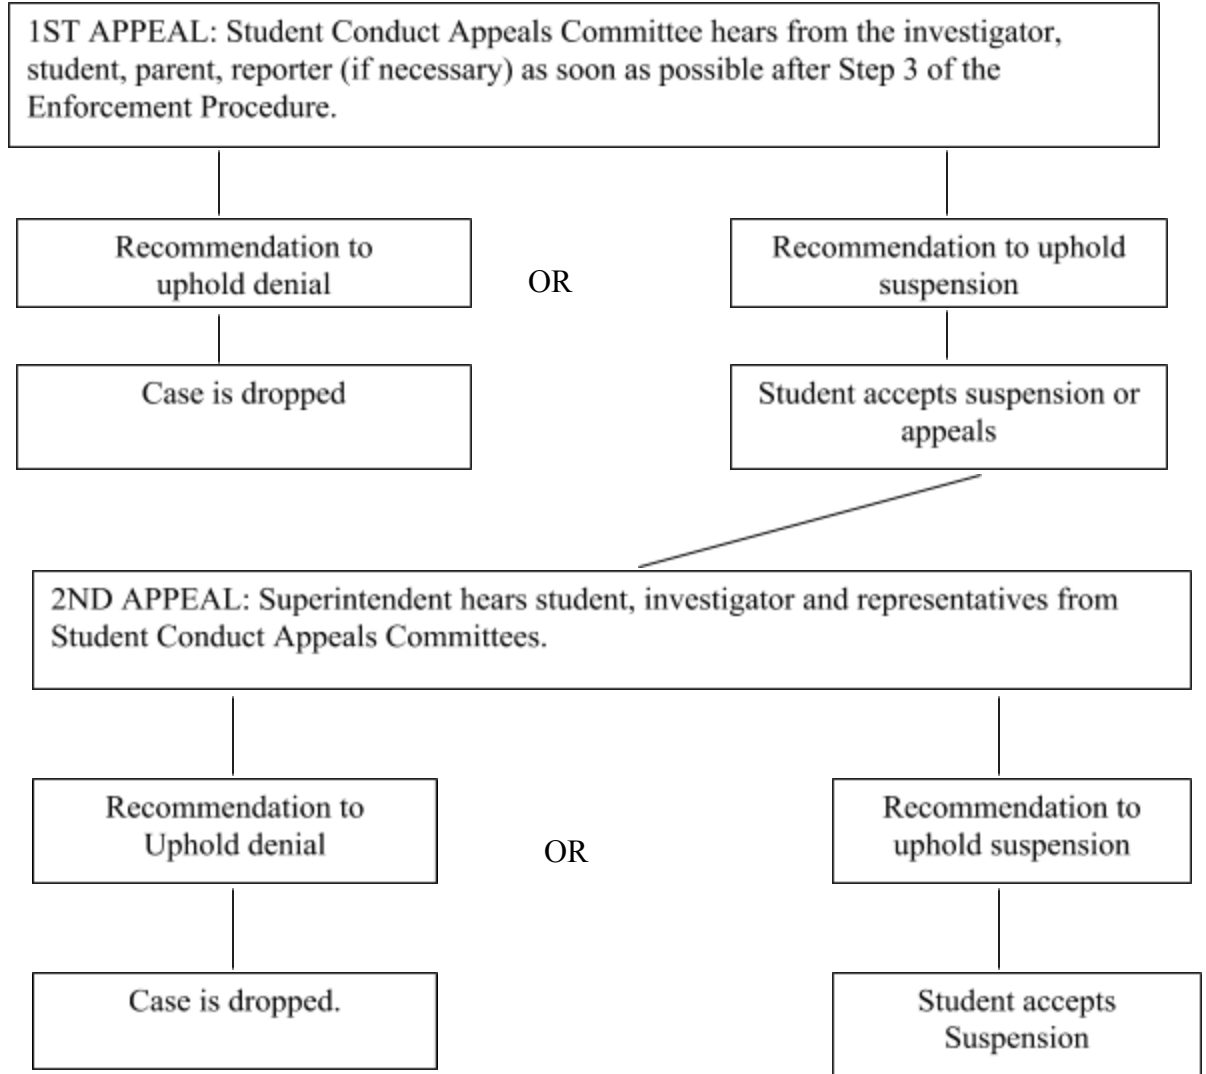 1ST APPEAL: Student Conduct Appeals Committee hears from the investigator,
student, parent, reporter (if necessary) as soon as possible after Step 3 of the
Enforcement Procedure.
Recommendation to
uphold denial
OR
Recommendation to uphold
suspension
Case is dropped
Student accepts suspension or
appeals
2ND APPEAL: Superintendent hears student, investigator and representatives from
Student Conduct Appeals Committees.
Recommendation to
Uphold denial
OR
Recommendation to
uphold suspension
Case is dropped.
Student accepts
Suspension